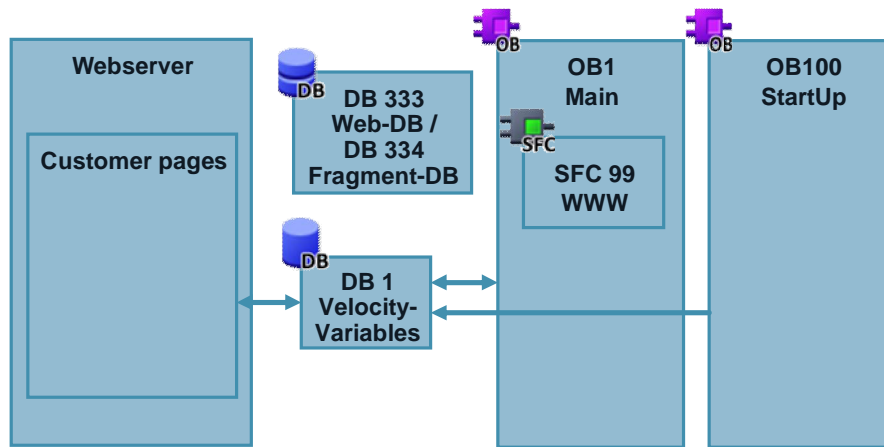 Webserver
Customer pages
DB
DB 333
Web-DB /
DB 334
Fragment-DB
DB
DB 1
Velocity-
Variables
OB
OB1
Main
SFC
SFC 99
WWW
OB
OB100
StartUp